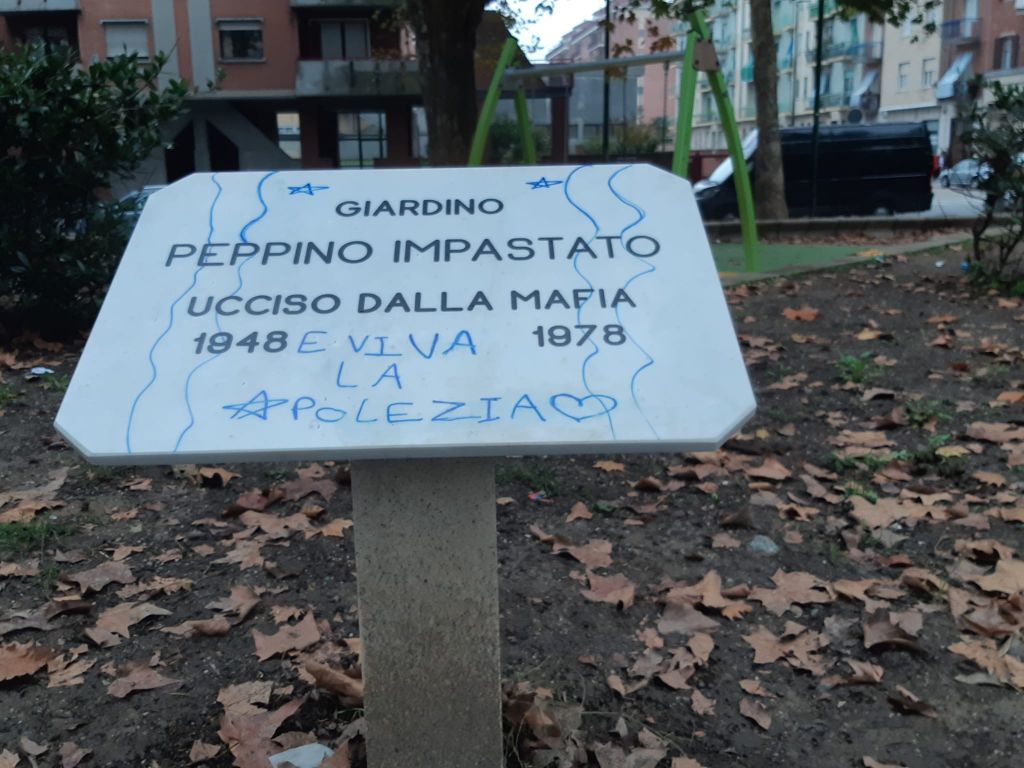 GIARDINO
PEPPINO IMPASTATO
UCCISO DALLA MAFIA
1948 E VIVA 1978
LA
POLEZIA